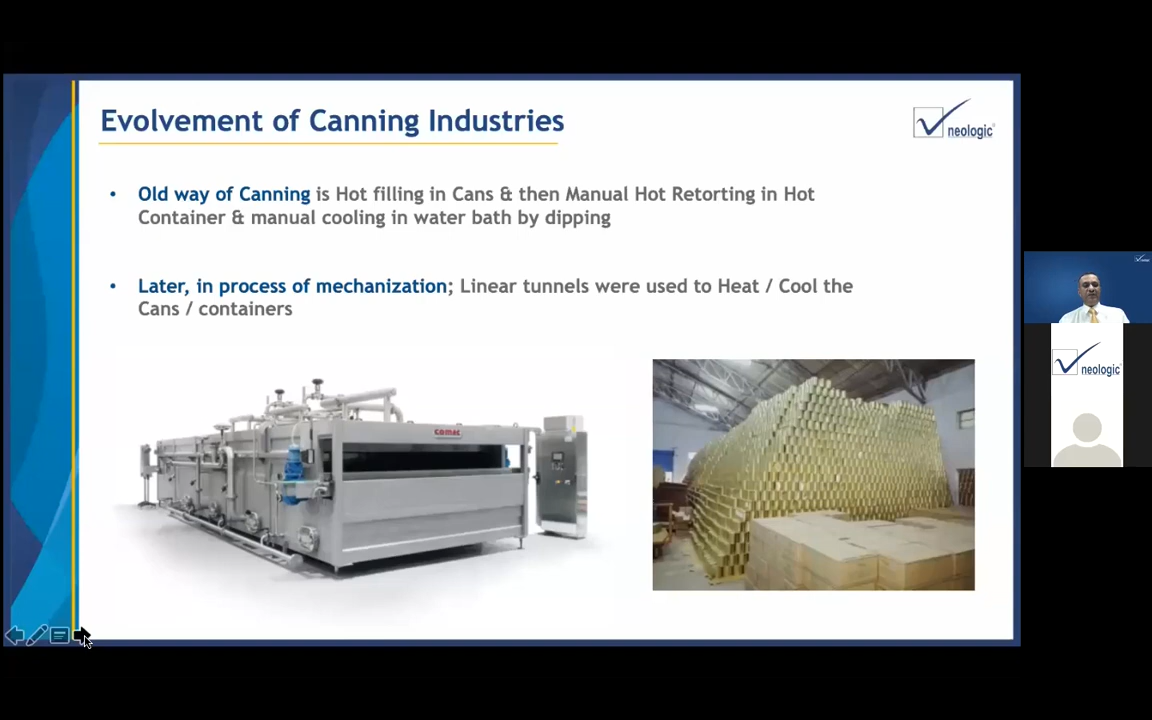 Evolvement of Canning Industries
neologic
• Old way of Canning is Hot filling in Cans & then Manual Hot Retorting in Hot
Container & manual cooling in water bath by dipping
• Later, in process of mechanization; Linear tunnels were used to Heat / Cool the
Cans / containers
comac
neologic